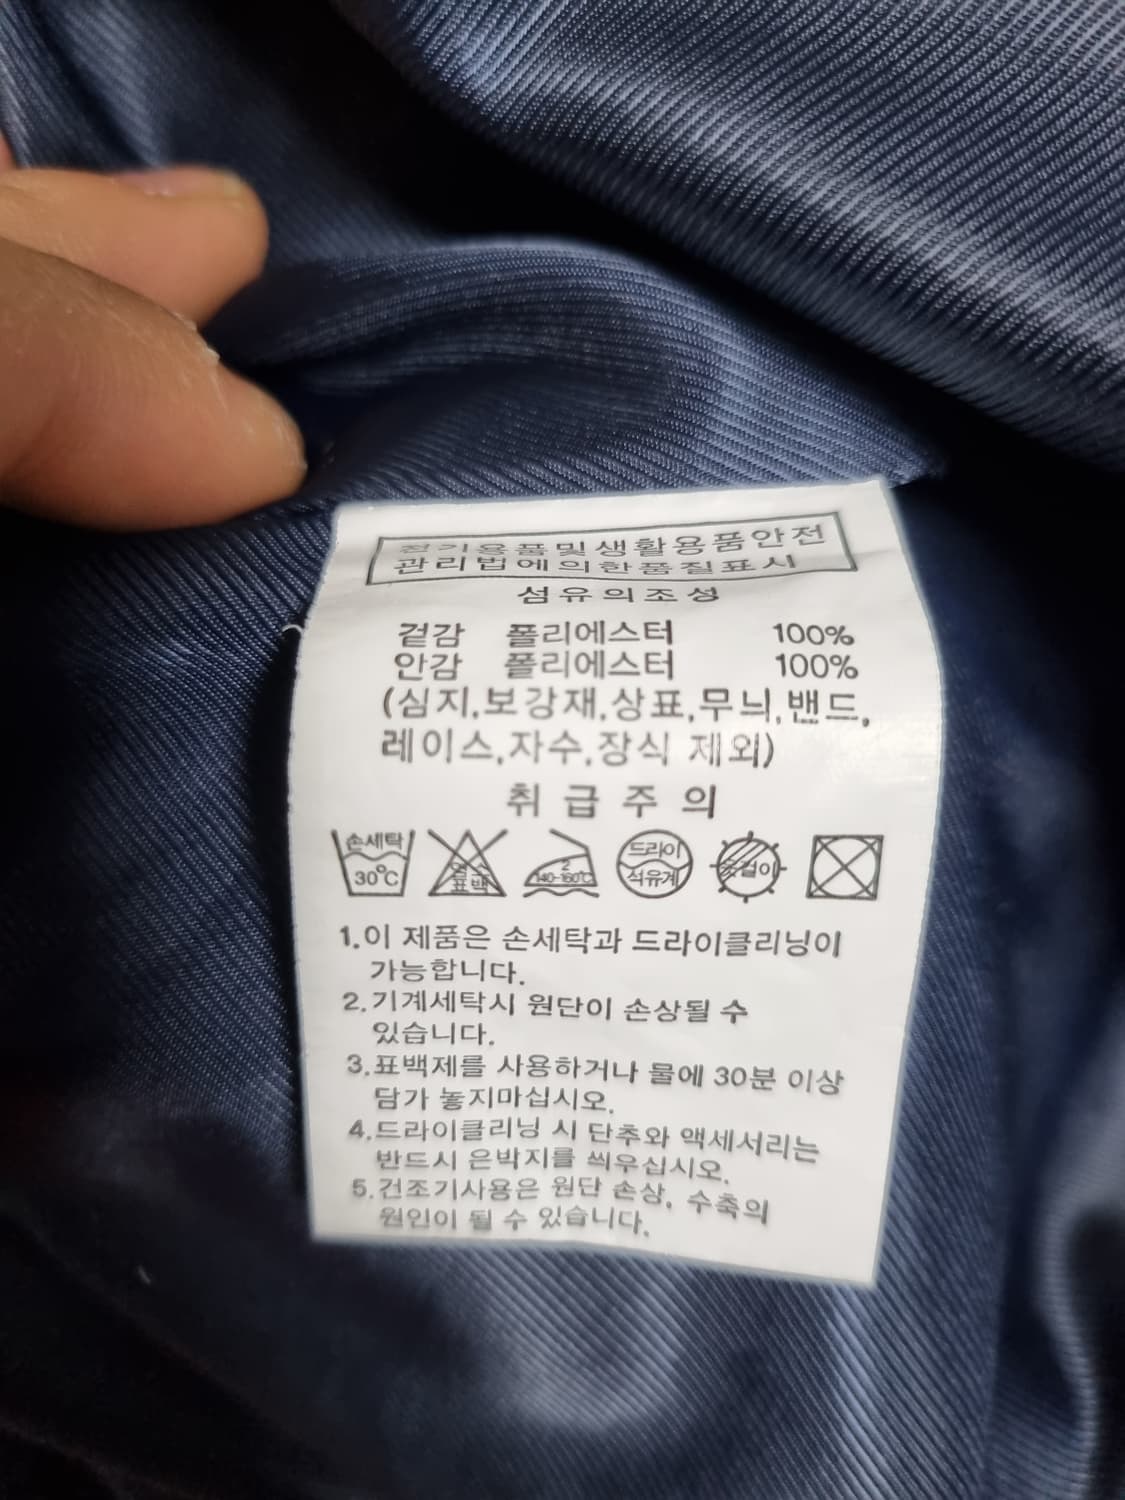 전기용품및생활용품안전
관리법에의한품질표시
섬유의조성
겉감 폴리에스터 100%
안감 폴리에스터 100%
(심지,보강재,상표,무늬,밴드,
레이스,자수,장식 제외)
취급주의
손세탁
30°C
염소
표백
2
140-160°C
드라이
석유계
옷걸이
1.이 제품은 손세탁과 드라이클리닝이
가능합니다.
2.기계세탁시 원단이 손상될 수
있습니다.
3.표백제를 사용하거나 물에 30분 이상
담가 놓지마십시오.
4.드라이클리닝 시 단추와 액세서리는
반드시 은박지를 씌우십시오.
5.건조기사용은 원단 손상, 수축의
원인이 될 수 있습니다.